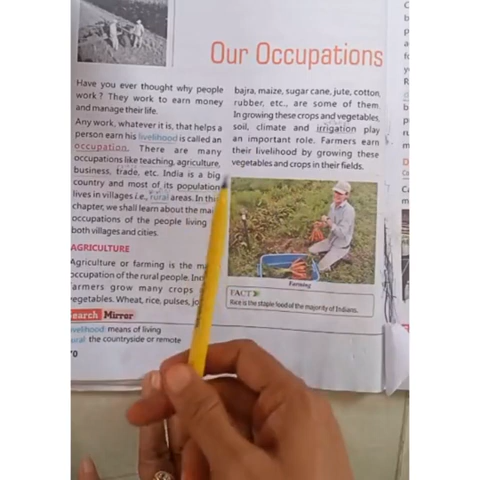 Our Occupations
Have you ever thought why people
work ? They work to earn money
and manage their life.
Any work, whatever it is, that helps a
person earn his livelihood is called an
occupation. There are many
occupations like teaching, agriculture,
business, trade, etc. India is a big
country and most of its population
lives in villages i.e., rural areas. In this
chapter, we shall learn about the
occupations of the people living
both villages and cities.
AGRICULTURE
Agriculture or farming is the
occupation of the rural people.
farmers grow many crops
vegetables. Wheat, rice, pulses,
earch Mirror
livelihood: means of living
rural: the countryside or remote
bajra, maize, sugar cane, jute, cotton,
rubber, etc., are some of them.
In growing these crops and vegetables,
soil, climate and irrigation play
an important role. Farmers earn
their livelihood by growing these
vegetables and crops in their fields.
Farming
FACT
Rice is the staple food of the majority of Indians.